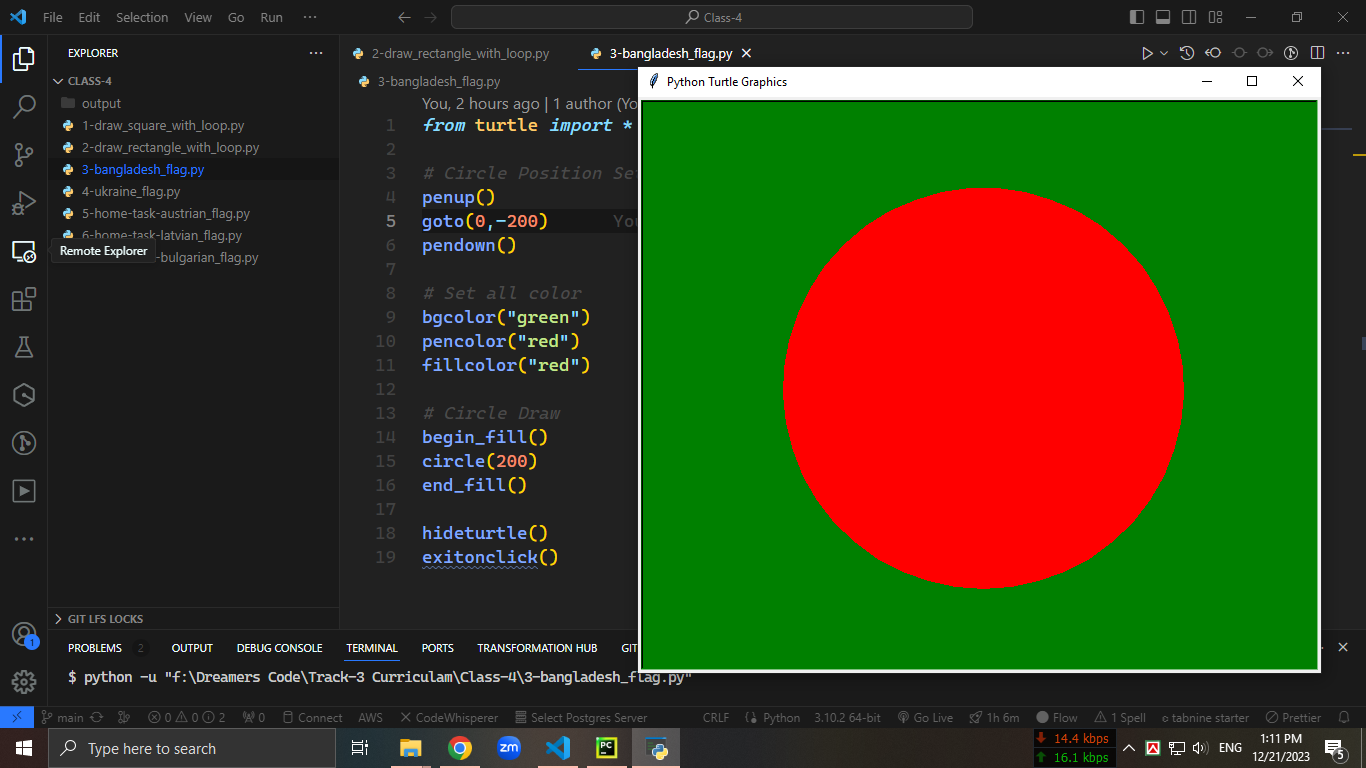 File Edit Selection View Go Run ··· Class-4
EXPLORER ···
CLASS-4
output
1-draw_square_with_loop.py
2-draw_rectangle_with_loop.py
3-bangladesh_flag.py
4-ukraine_flag.py
5-home-task-austrian_flag.py
6-home-task-latvian_flag.py
-bulgarian_flag.py
Remote Explorer
GIT LFS LOCKS
2-draw_rectangle_with_loop.py 3-bangladesh_flag.py
3-bangladesh_flag.py
You, 2 hours ago | 1 author (Yo
1 from turtle import *
2
3 # Circle Position Set
4 penup()
5 goto(0,-200) You
6 pendown()
7
8 # Set all color
9 bgcolor("green")
10 pencolor("red")
11 fillcolor("red")
12
13 # Circle Draw
14 begin_fill()
15 circle(200)
16 end_fill()
17
18 hideturtle()
19 exitonclick()
Python Turtle Graphics
PROBLEMS 2 OUTPUT DEBUG CONSOLE TERMINAL PORTS TRANSFORMATION HUB GIT
$ python -u "f:\Dreamers Code\Track-3 Curriculam\Class-4\3-bangladesh_flag.py"
1
main 0 0 2 0 Connect AWS CodeWhisperer Select Postgres Server CRLF Python 3.10.2 64-bit Go Live 1h 6m Flow 1 Spell tabnine starter Prettier
Type here to search
zm
PC
14.4 kbps
16.1 kbps
ENG
1:11 PM
12/21/2023
5